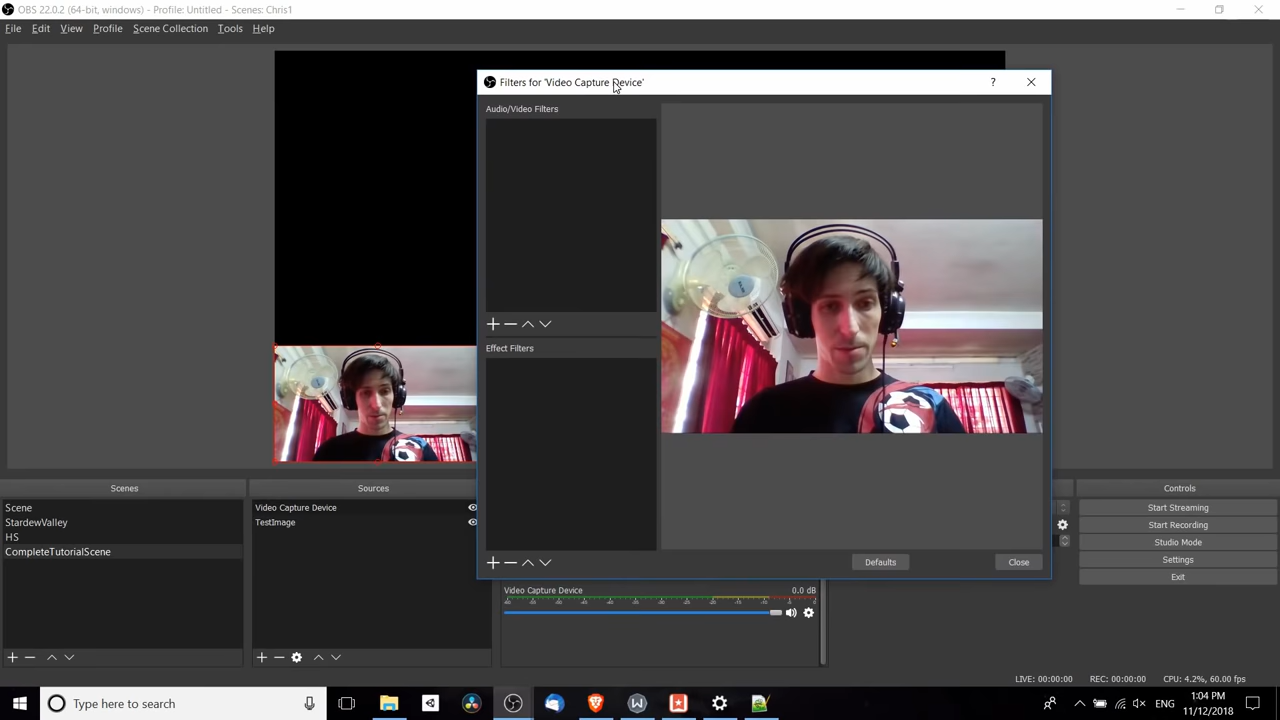 OBS 22.0.2 (64-bit, windows) - Profile: Untitled - Scenes: Chris1
File Edit View Profile Scene Collection Tools Help
Filters for 'Video Capture Device'
?
Audio/Video Filters
Effect Filters
Defaults
Close
Scenes
Scene
StardewValley
HS
CompleteTutorialScene
Sources
Video Capture Device
TestImage
Video Capture Device 0.0 dB
Controls
Start Streaming
Start Recording
Studio Mode
Settings
Exit
LIVE: 00:00:00 REC: 00:00:00 CPU: 4.2%, 60.00 fps
Type here to search
ENG
1:04 PM
11/12/2018